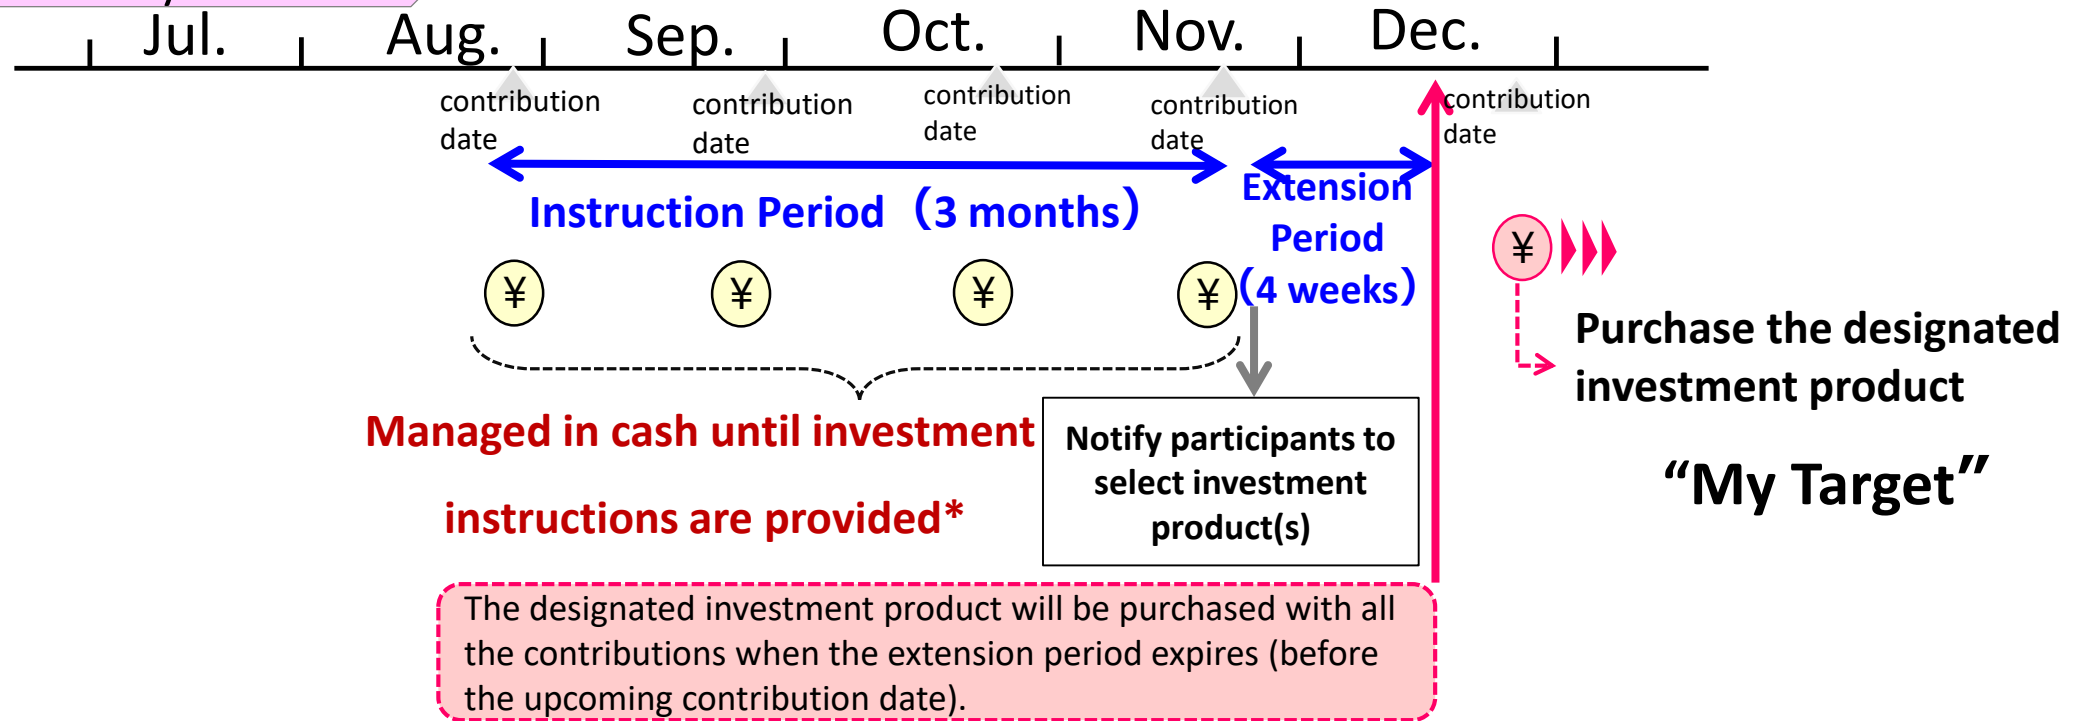 Jul. Aug. Sep. Oct. Nov. Dec.
contribution
date
contribution
date
contribution
date
contribution
date
contribution
date
Instruction Period（3 months）
Extension
Period
（4 weeks）
¥ ¥ ¥ ¥ ¥
Purchase the designated
investment product
Managed in cash until investment
instructions are provided*
Notify participants to
select investment
product(s)
“My Target”
The designated investment product will be purchased with all
the contributions when the extension period expires (before
the upcoming contribution date).